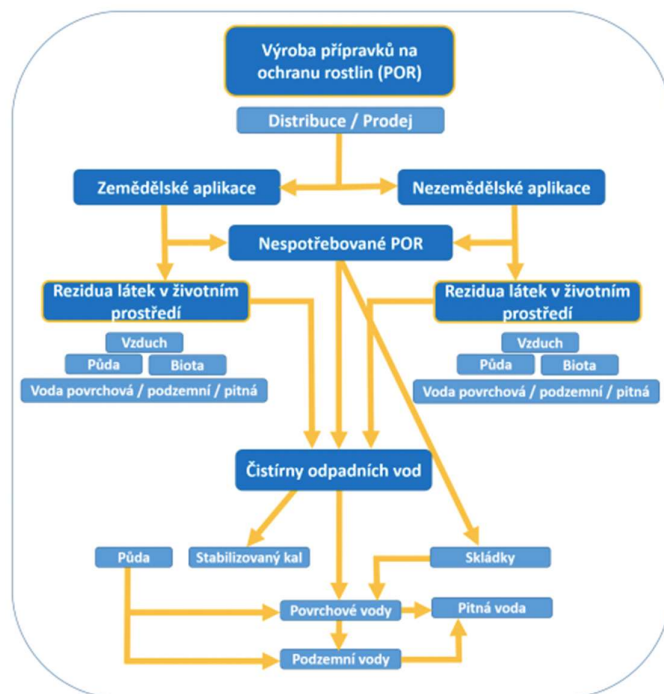 Výroba přípravků na
ochranu rostlin (POR)
Distribuce / Prodej
Zemědělské aplikace
Nezemědělské aplikace
Nespotřebované POR
Rezidua látek v životním
prostředí
Vzduch
Půda
Biota
Voda povrchová / podzemní / pitná
Rezidua látek v životním
prostředí
Vzduch
Půda
Biota
Voda povrchová / podzemní / pitná
Čistírny odpadních vod
Půda
Stabilizovaný kal
Skládky
Povrchové vody
Pitná voda
Podzemní vody